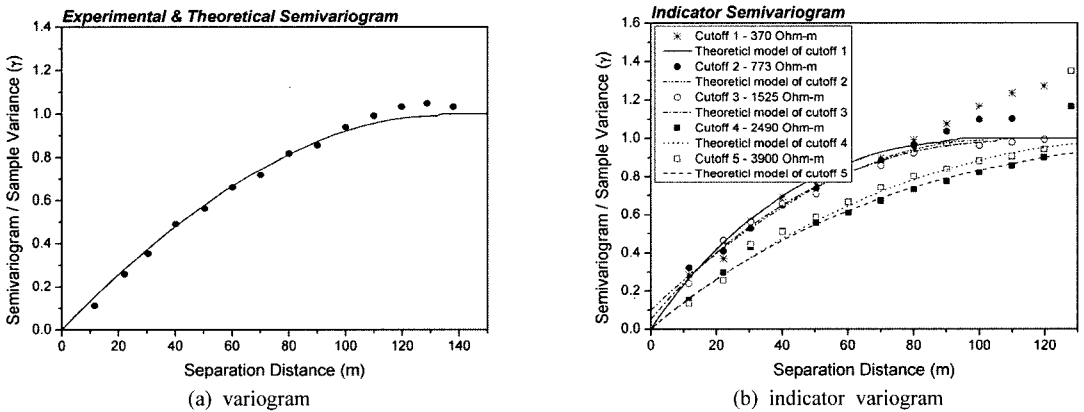 Experimental & Theoretical Semivariogram
Semivariogram / Sample Variance (γ)
1.4
1.2
1.0
0.8
0.6
0.4
0.2
0.0
0 20 40 60 80 100 120 140
Separation Distance (m)
(a) variogram
Indicator Semivariogram
Semivariogram / Sample Variance (γ)
1.6
1.4
1.2
1.0
0.8
0.6
0.4
0.2
0.0
Cutoff 1 - 370 Ohm-m
Theoreticl model of cutoff 1
Cutoff 2 - 773 Ohm-m
Theoreticl model of cutoff 2
Cutoff 3 - 1525 Ohm-m
Theoreticl model of cutoff 3
Cutoff 4 - 2490 Ohm-m
Theoreticl model of cutoff 4
Cutoff 5 - 3900 Ohm-m
Theoreticl model of cutoff 5
0 20 40 60 80 100 120
Separation Distance (m)
(b) indicator variogram